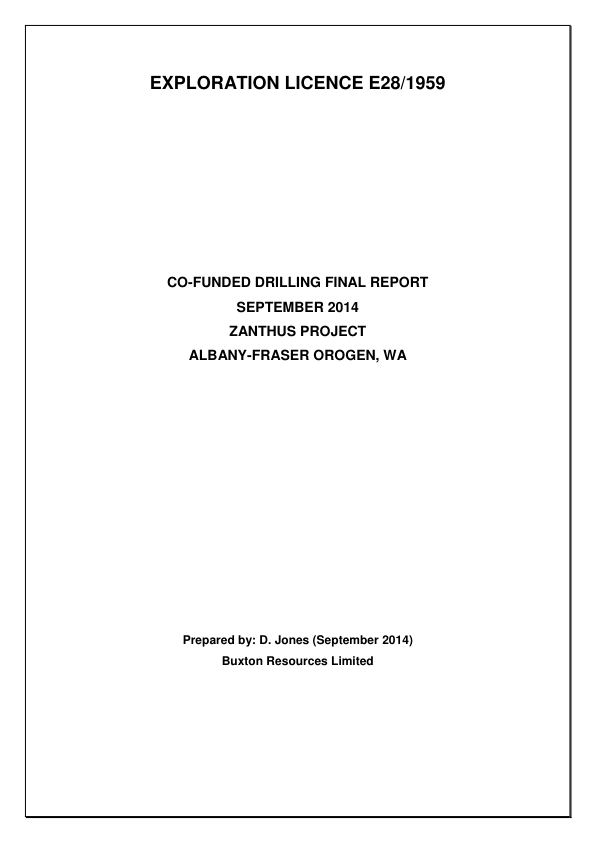 EXPLORATION LICENCE E28/1959
CO-FUNDED DRILLING FINAL REPORT
SEPTEMBER 2014
ZANTHUS PROJECT
ALBANY-FRASER OROGEN, WA
Prepared by: D. Jones (September 2014)
Buxton Resources Limited